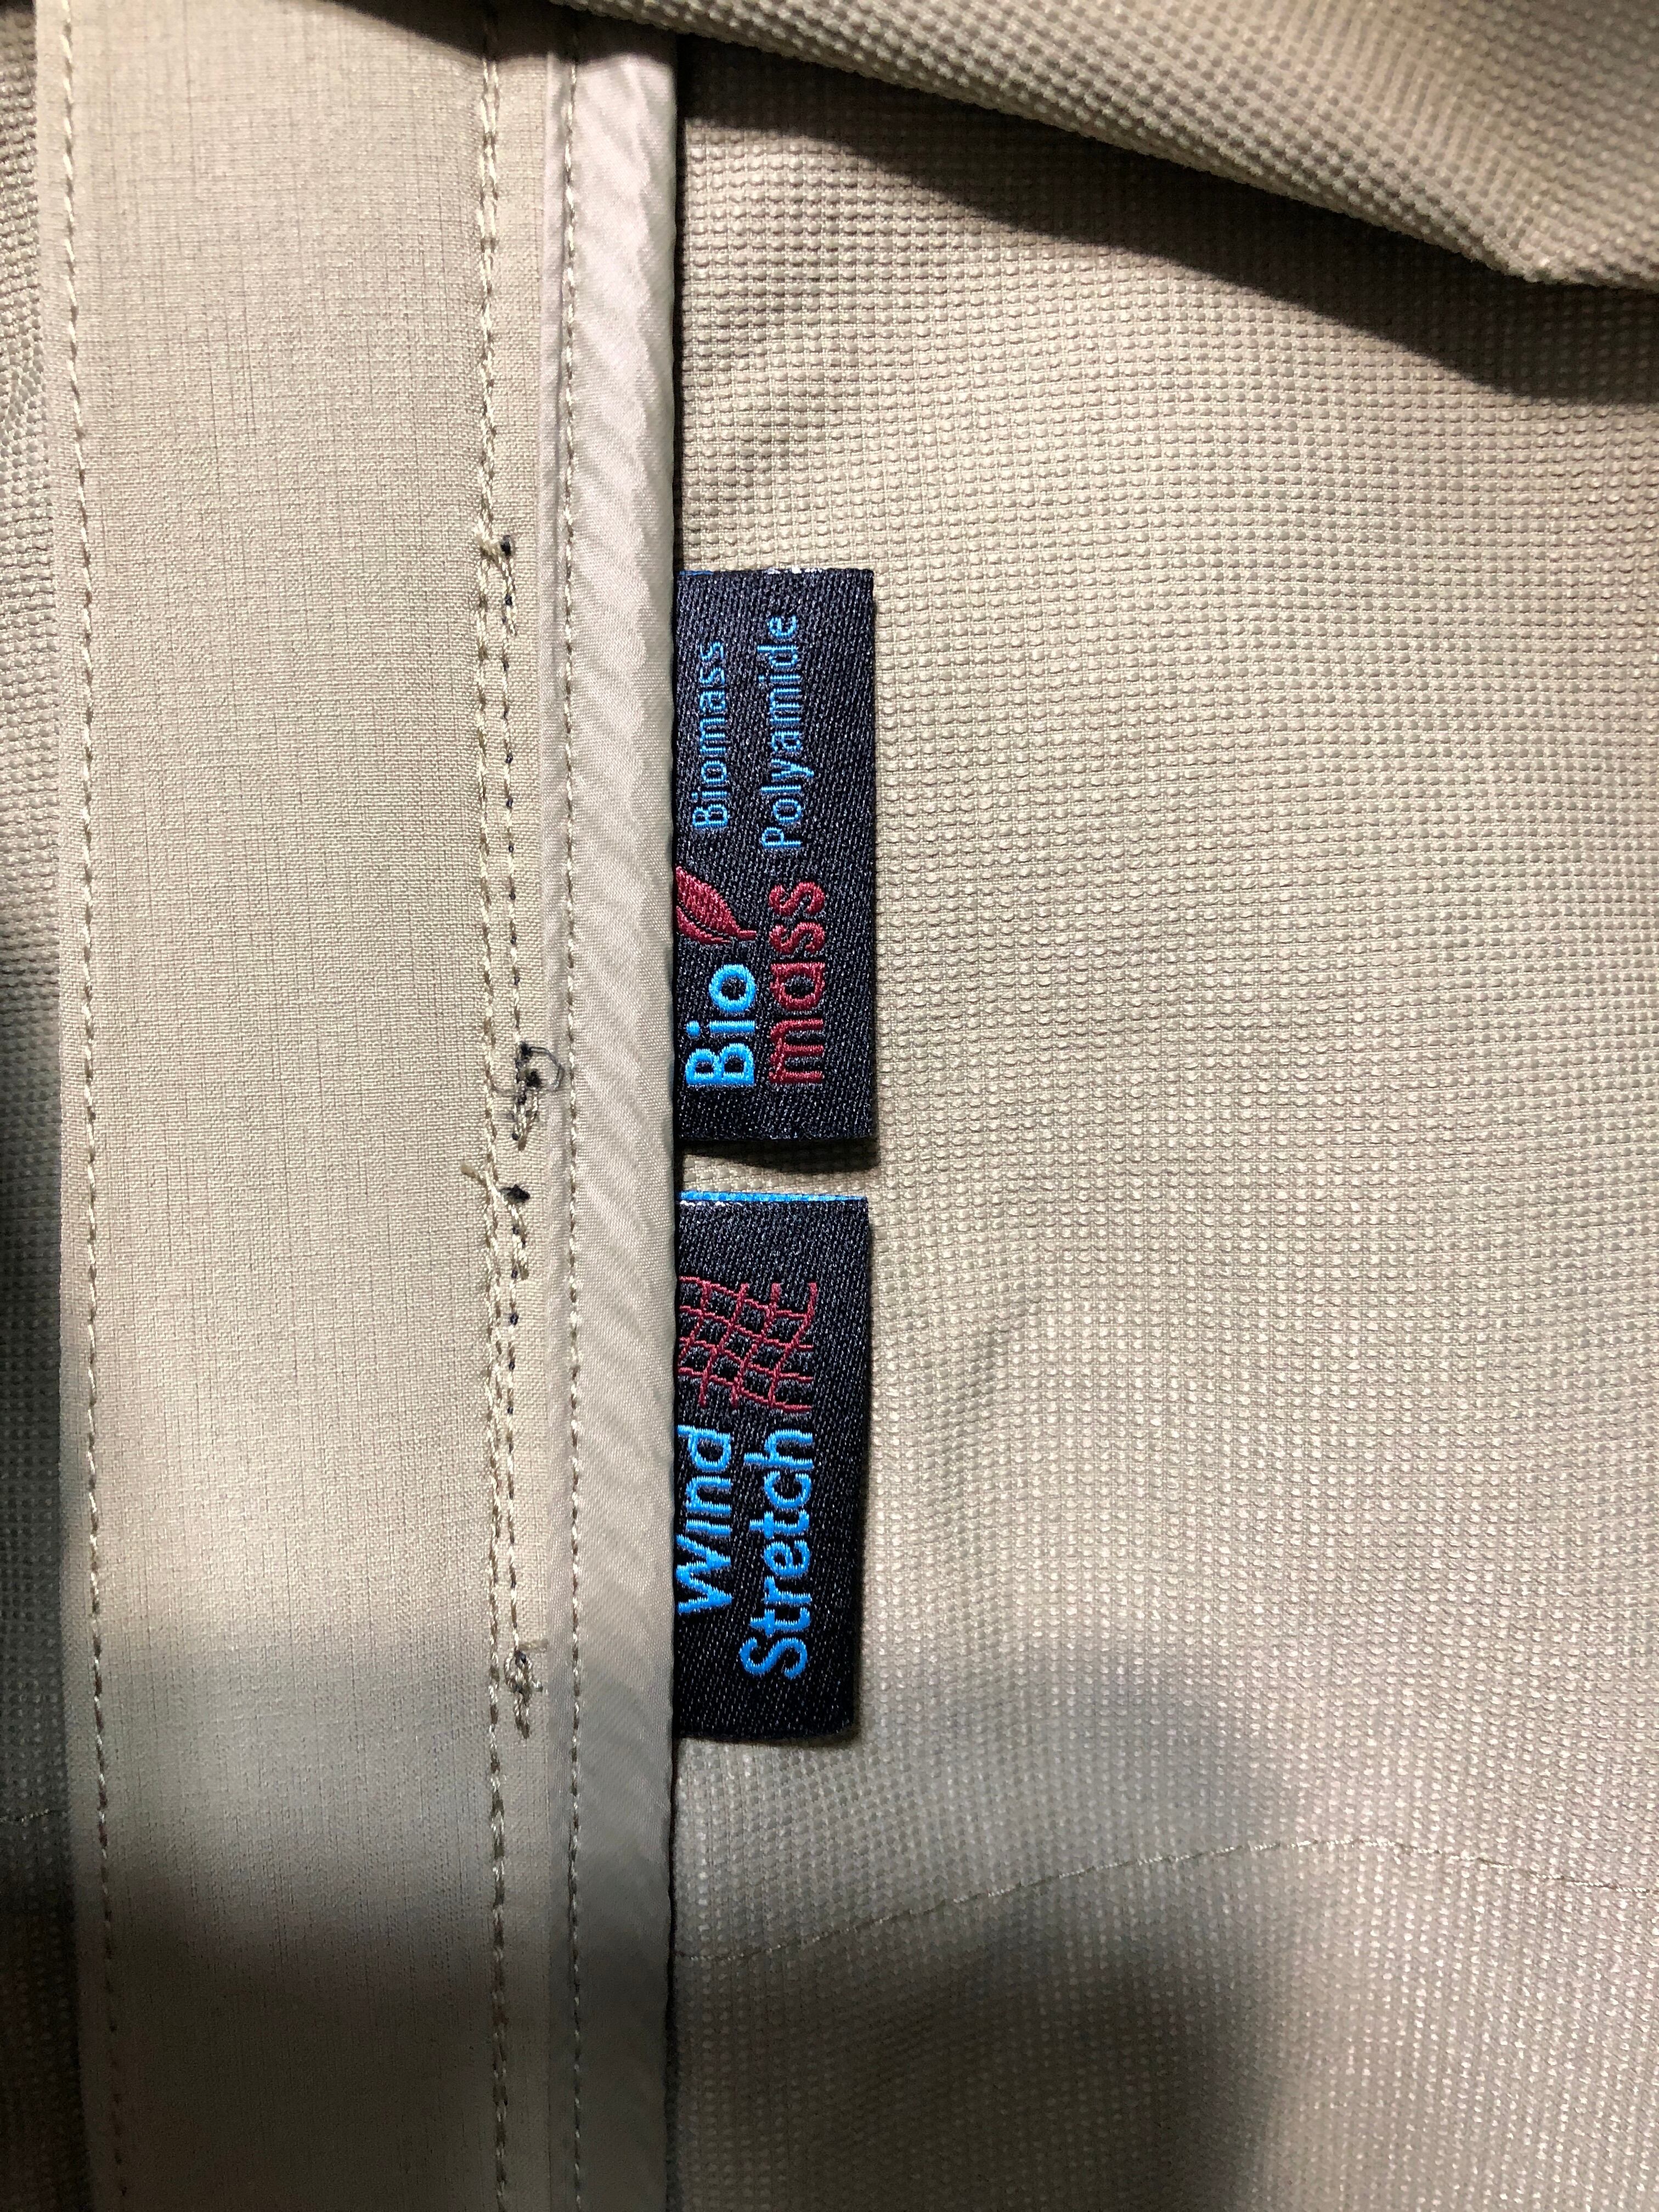 Bio
mass
Biomass
Polyamide
Wind
Stretch